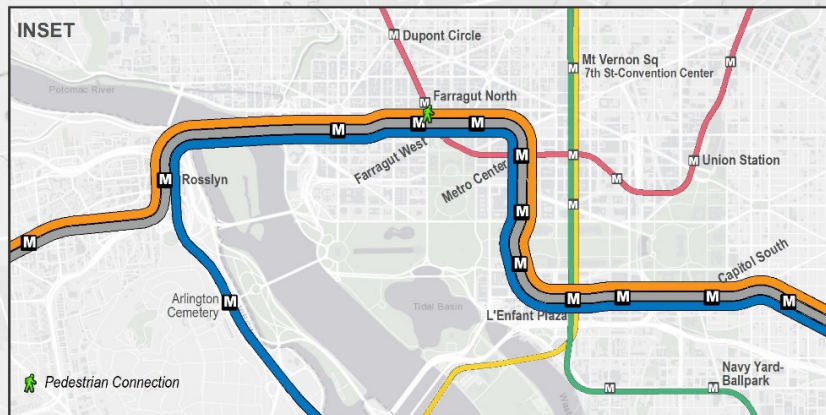 INSET
Dupont Circle
Mt Vernon Sq
7th St-Convention Center
Potomac River
Farragut North
M
M
M
M
M
M
M
M
M
Farragut West
Metro Center
M
M
M
Union Station
M
Rosslyn
M
M
M
M
M
Capitol South
Arlington
Cemetery
M
Tidal Basin
L'Enfant Plaza
M
M
M
M
Navy Yard-
Ballpark
M
M
Pedestrian Connection